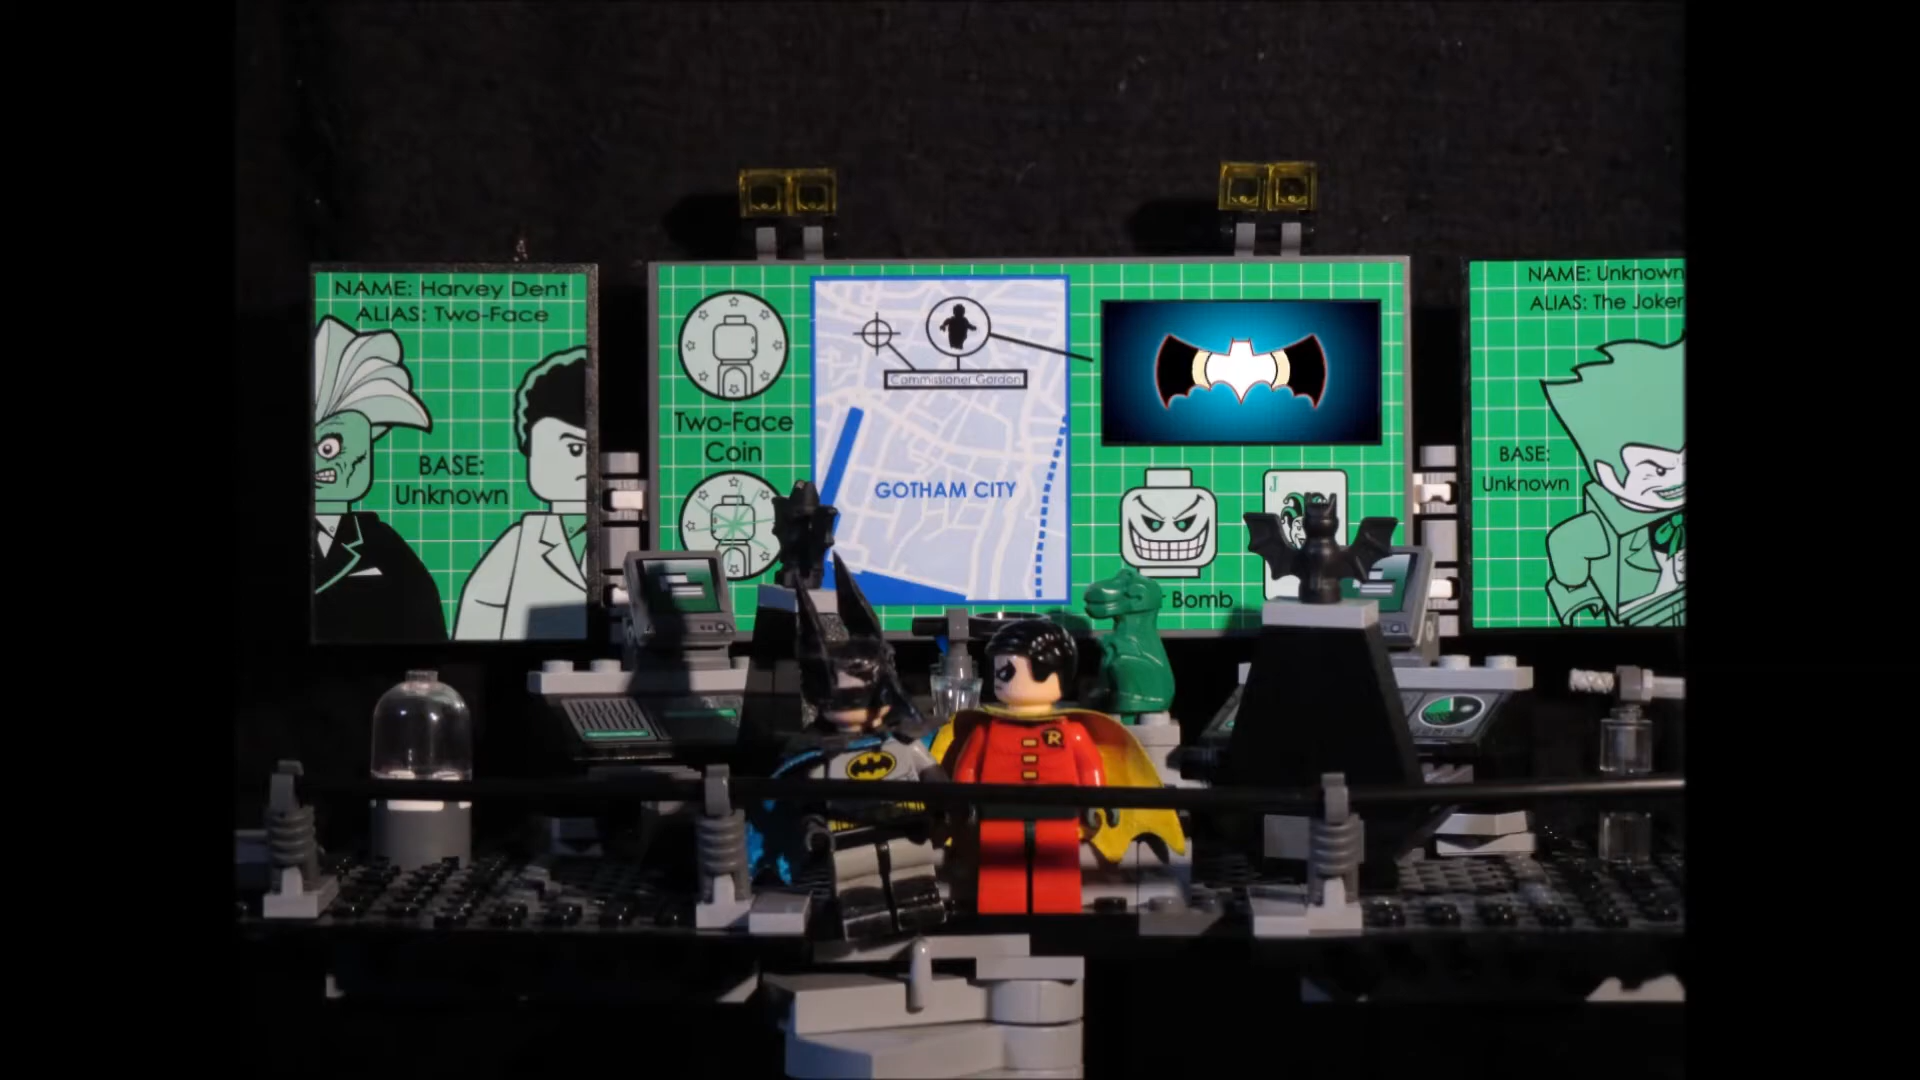 NAME: Harvey Dent
ALIAS: Two-Face
BASE:
Unknown
Two-Face
Coin
Commissioner Gordon
GOTHAM CITY
J
Bomb
R
NAME: Unknown
ALIAS: The Joker
BASE:
Unknown